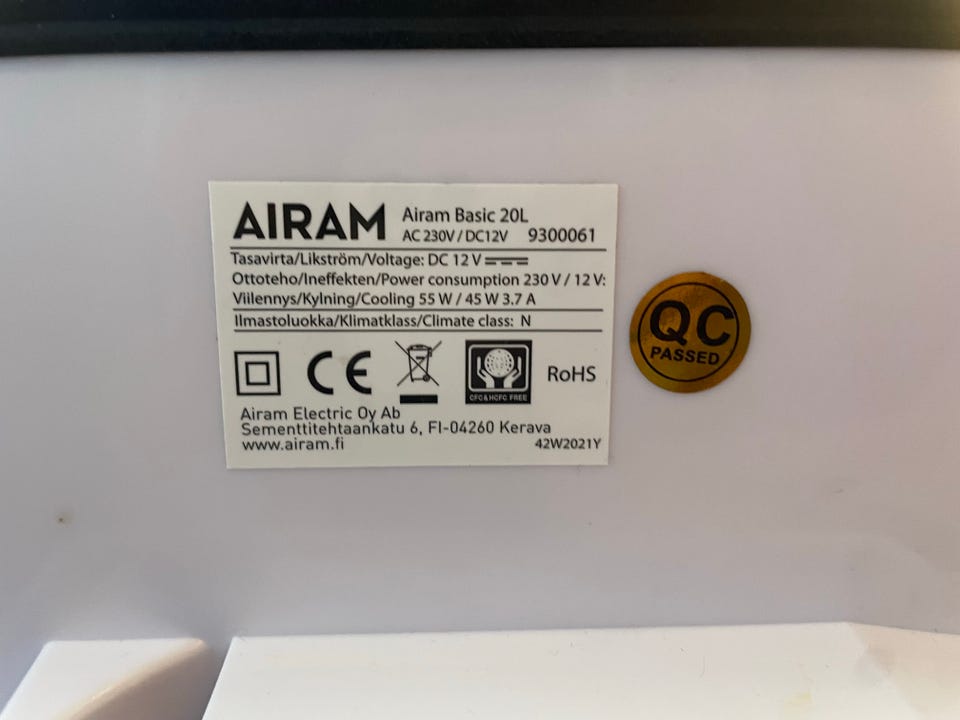 AIRAM
Airam Basic 20L
AC 230V / DC12V 9300061
Tasavirta/Likström/Voltage: DC 12 V
Ottoteho/Ineffekten/Power consumption 230 V / 12 V:
Viilennys/Kylning/Cooling 55 W / 45 W 3.7 A
Ilmastoluokka/Klimatklass/Climate class: N
CE
CFC & HCFC FREE
RoHS
Airam Electric Oy Ab
Sementtitehtaankatu 6, FI-04260 Kerava
www.airam.fi 42W2021Y
QC
PASSED